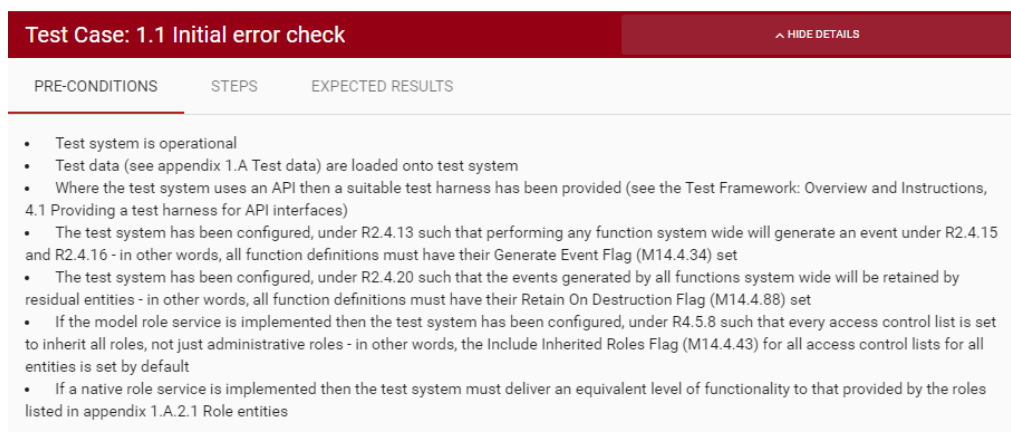 Test Case: 1.1 Initial error check
HIDE DETAILS
PRE-CONDITIONS STEPS EXPECTED RESULTS
• Test system is operational
• Test data (see appendix 1.A Test data) are loaded onto test system
• Where the test system uses an API then a suitable test harness has been provided (see the Test Framework: Overview and Instructions,
4.1 Providing a test harness for API interfaces)
• The test system has been configured, under R2.4.13 such that performing any function system wide will generate an event under R2.4.15
and R2.4.16 - in other words, all function definitions must have their Generate Event Flag (M14.4.34) set
• The test system has been configured, under R2.4.20 such that the events generated by all functions system wide will be retained by
residual entities - in other words, all function definitions must have their Retain On Destruction Flag (M14.4.88) set
• If the model role service is implemented then the test system has been configured, under R4.5.8 such that every access control list is set
to inherit all roles, not just administrative roles - in other words, the Include Inherited Roles Flag (M14.4.43) for all access control lists for all
entities is set by default
• If a native role service is implemented then the test system must deliver an equivalent level of functionality to that provided by the roles
listed in appendix 1.A.2.1 Role entities